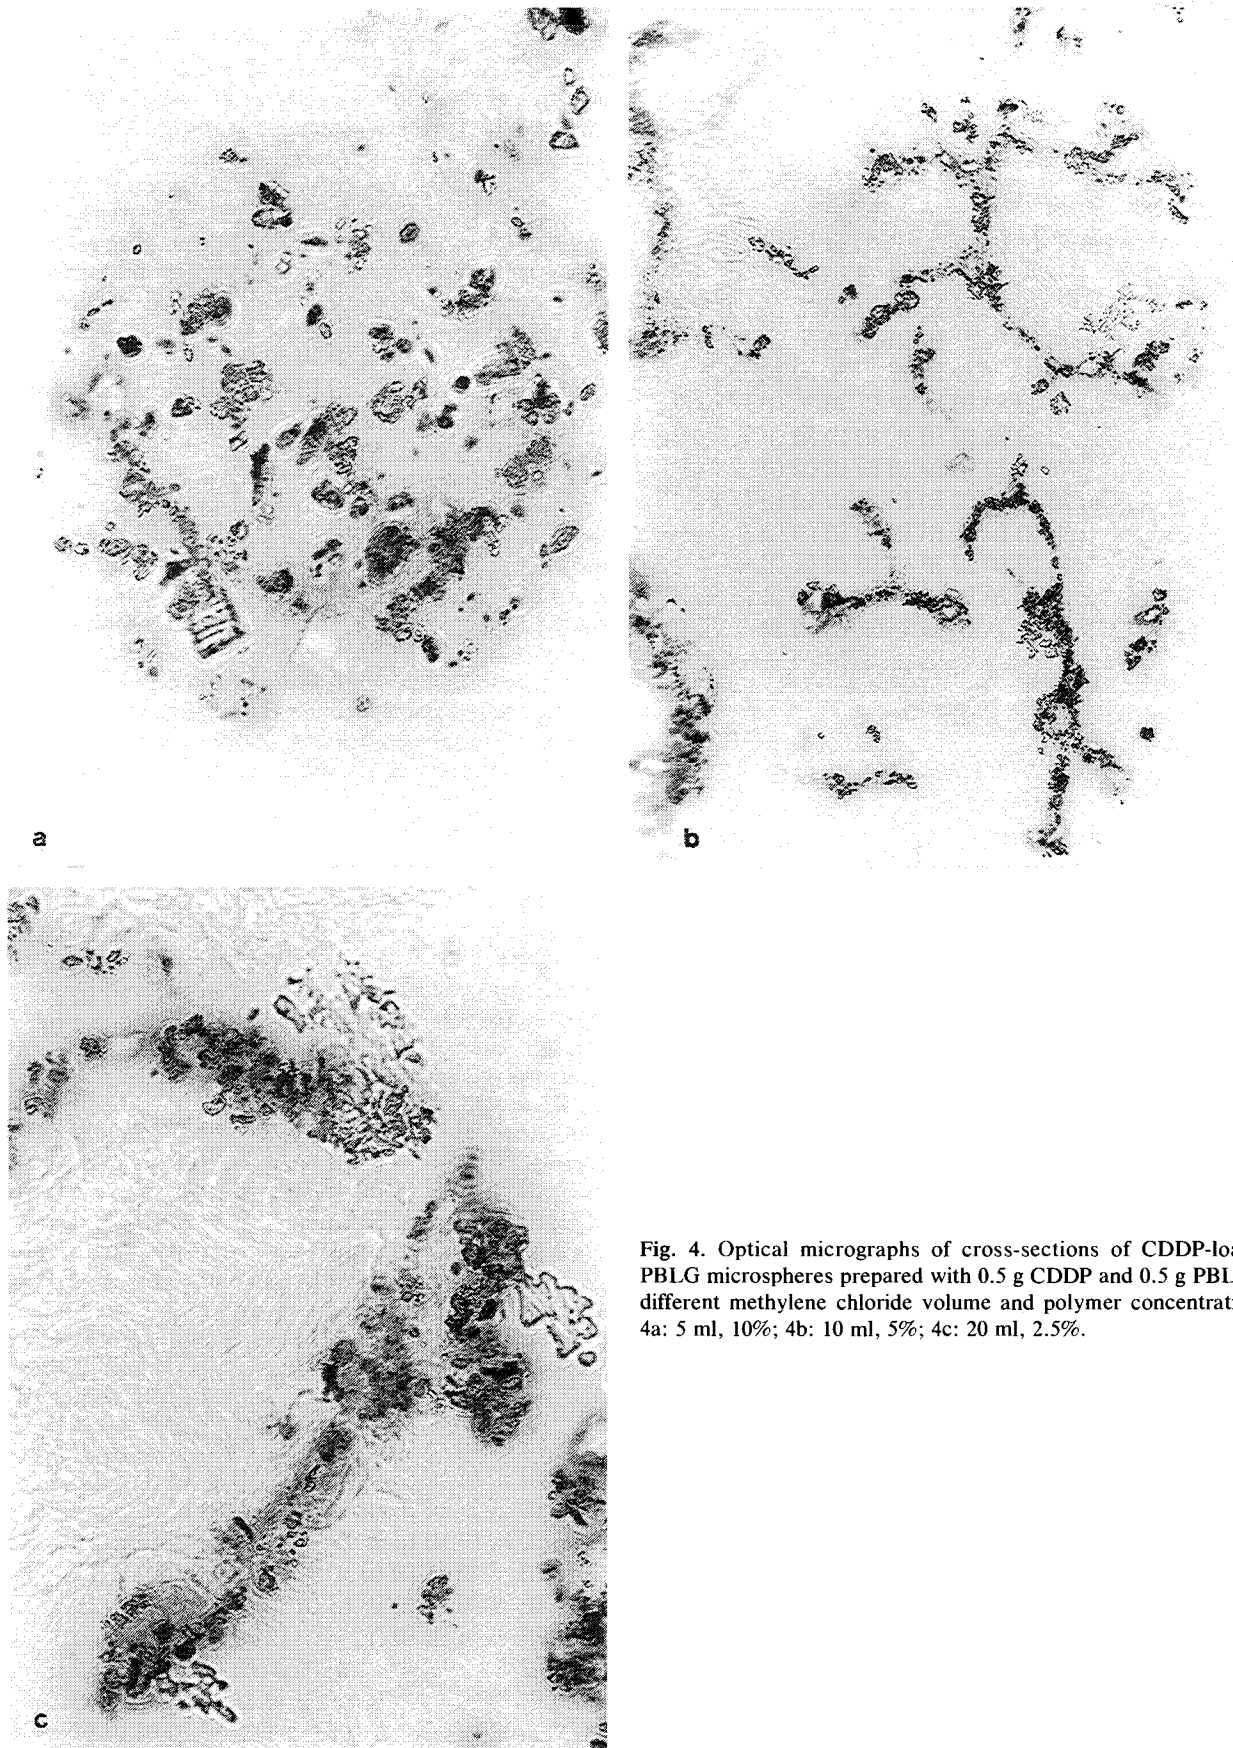 a
b
c
Fig. 4. Optical micrographs of cross-sections of CDDP-loa
PBLG microspheres prepared with 0.5 g CDDP and 0.5 g PBL
different methylene chloride volume and polymer concentrati
4a: 5 ml, 10%; 4b: 10 ml, 5%; 4c: 20 ml, 2.5%.